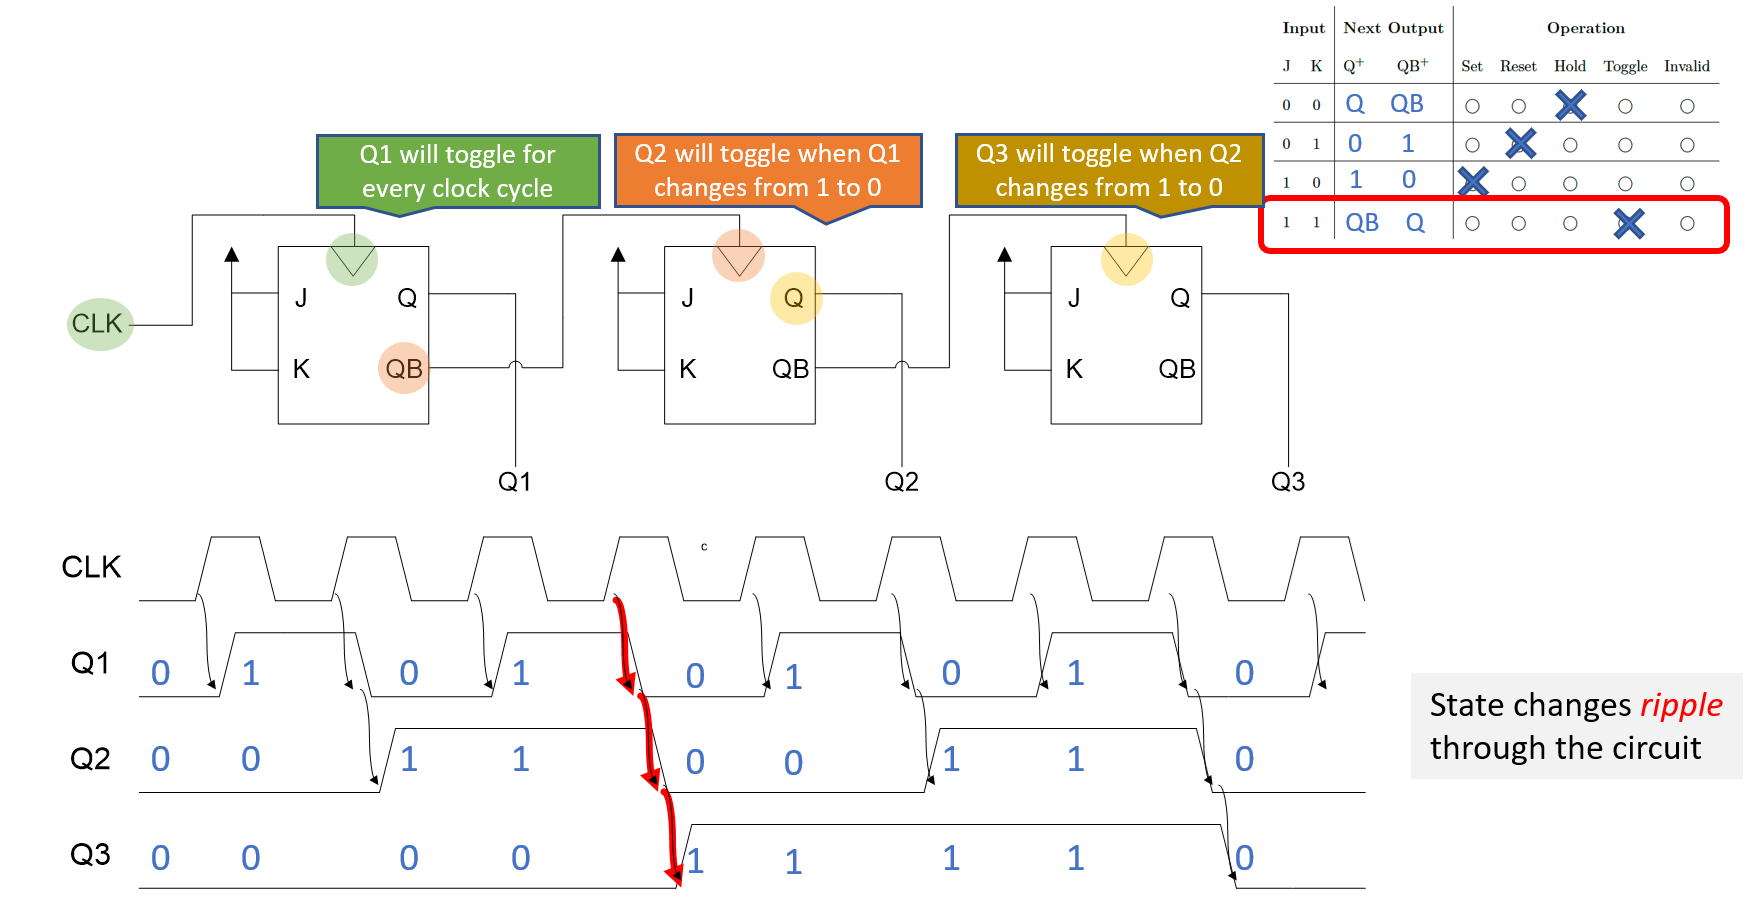 Input Next Output Operation
J K Q⁺ QB⁺ Set Reset Hold Toggle Invalid
0 0 Q QB
0 1 0 1
1 0 1 0
1 1 QB Q
Q1 will toggle for
every clock cycle
Q2 will toggle when Q1
changes from 1 to 0
Q3 will toggle when Q2
changes from 1 to 0
CLK
J Q
K QB
J Q
K QB
J Q
K QB
Q1 Q2 Q3
c
CLK
Q1 0 1 0 1 0 1 0 1 0
Q2 0 0 1 1 0 0 1 1 0
Q3 0 0 0 0 1 1 1 1 0
State changes ripple
through the circuit